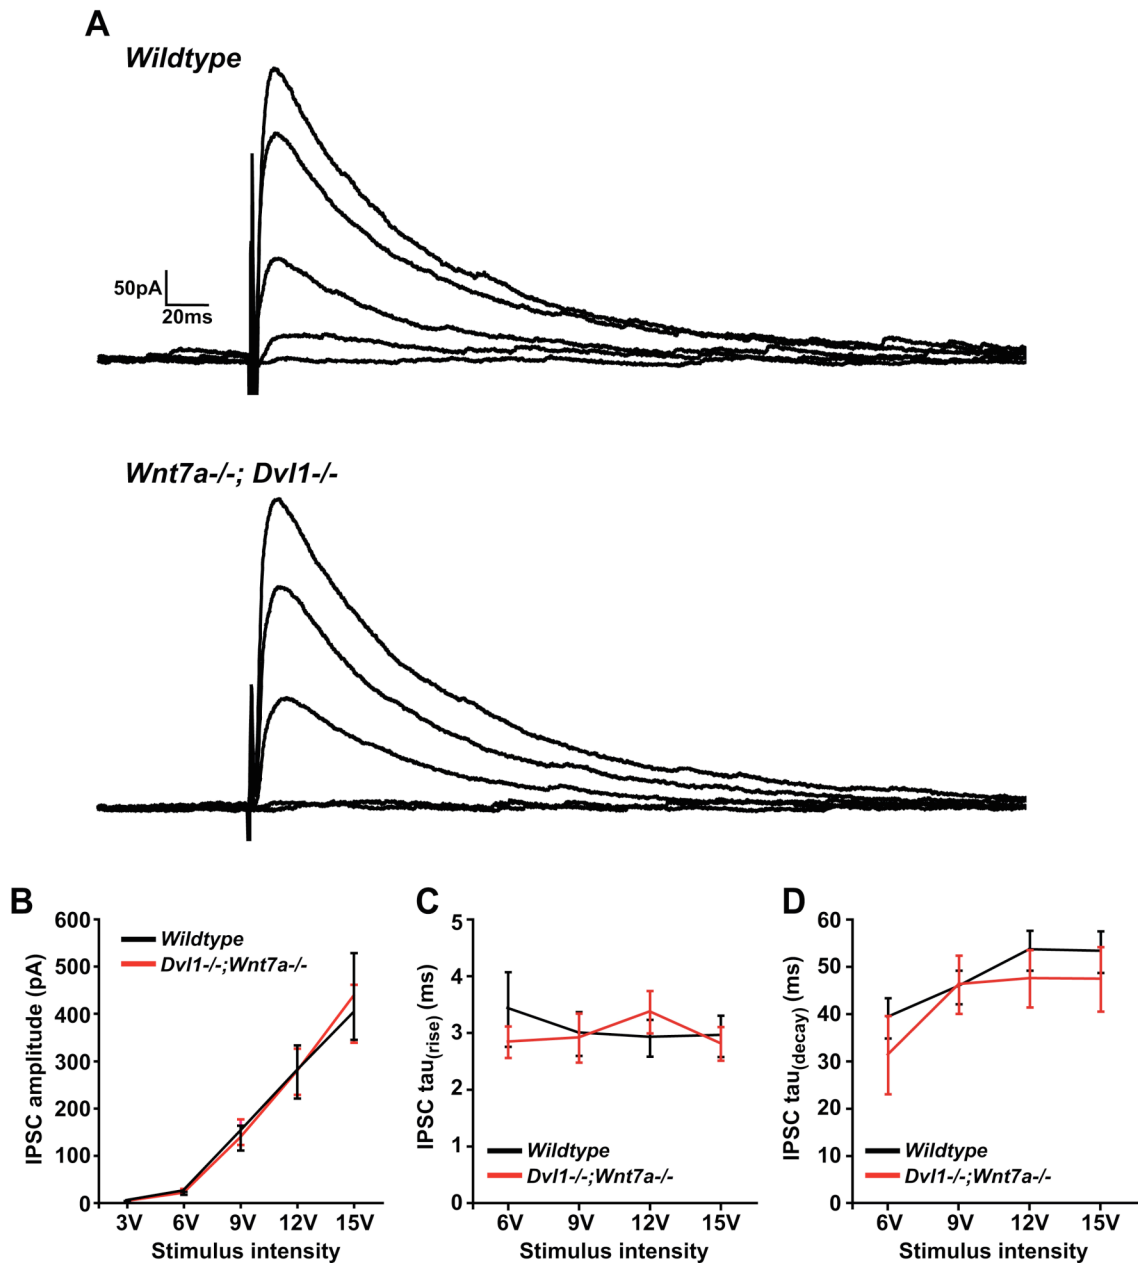 A
Wildtype
50pA
20ms
Wnt7a-/-; Dvl1-/-
B
600
500
400
300
200
100
0
IPSC amplitude (pA)
Wildtype
Dvl1-/-;Wnt7a-/-
3V 6V 9V 12V 15V
Stimulus intensity
C
5
4
3
2
1
0
IPSC tau(rise) (ms)
Wildtype
Dvl1-/-;Wnt7a-/-
6V 9V 12V 15V
Stimulus intensity
D
60
50
40
30
20
10
0
IPSC tau(decay) (ms)
Wildtype
Dvl1-/-;Wnt7a-/-
6V 9V 12V 15V
Stimulus intensity